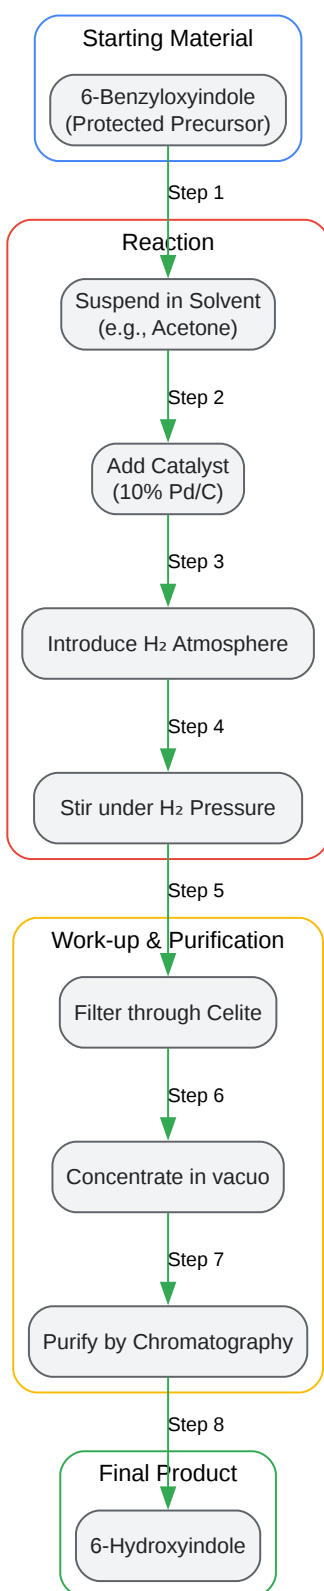 Starting Material
6-Benzyloxyindole
(Protected Precursor)
Step 1
Reaction
Suspend in Solvent
(e.g., Acetone)
Step 2
Add Catalyst
(10% Pd/C)
Step 3
Introduce H₂ Atmosphere
Step 4
Stir under H₂ Pressure
Step 5
Work-up & Purification
Filter through Celite
Step 6
Concentrate in vacuo
Step 7
Purify by Chromatography
Step 8
Final Product
6-Hydroxyindole